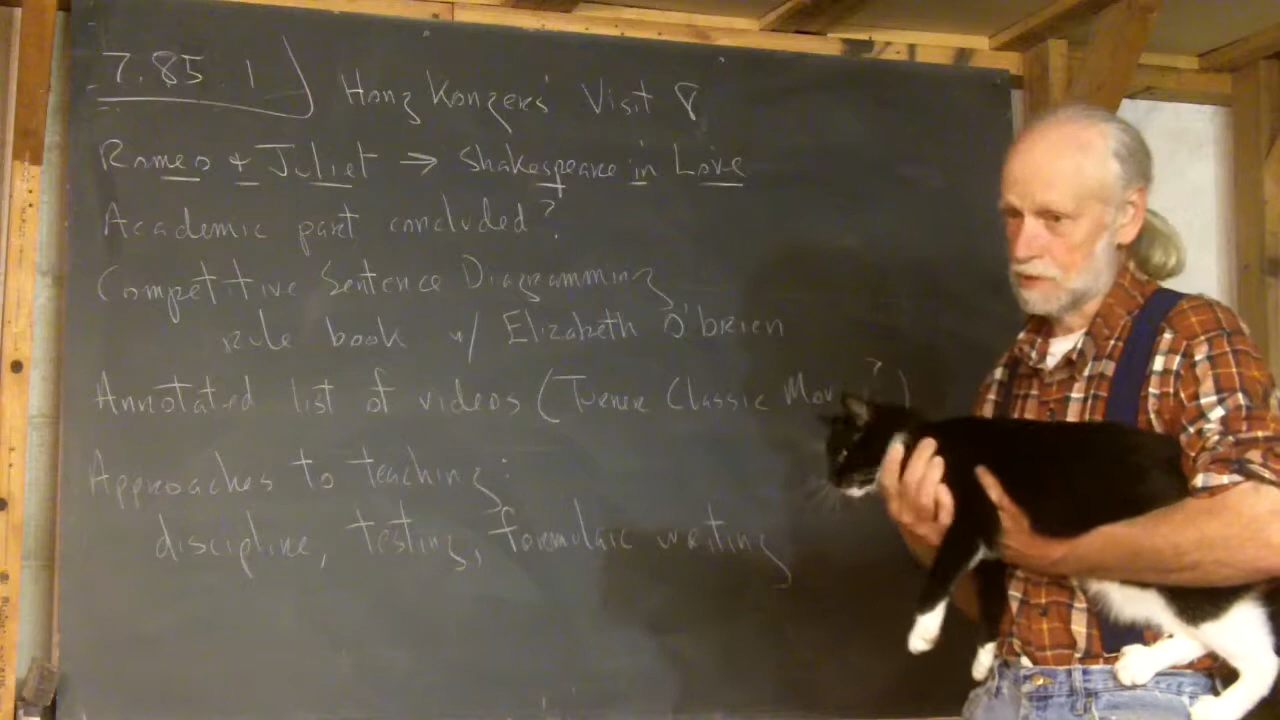 7.85.1) Hong Kongers' Visit 8
Romeo & Juliet → Shakespeare in Love
Academic part concluded?
Competitive Sentence Diagramming
rule book w/ Elizabeth O'brien
Annotated list of videos (Turner Classic Mov ?)
Approaches to teaching:
discipline, testing, formulaic writing